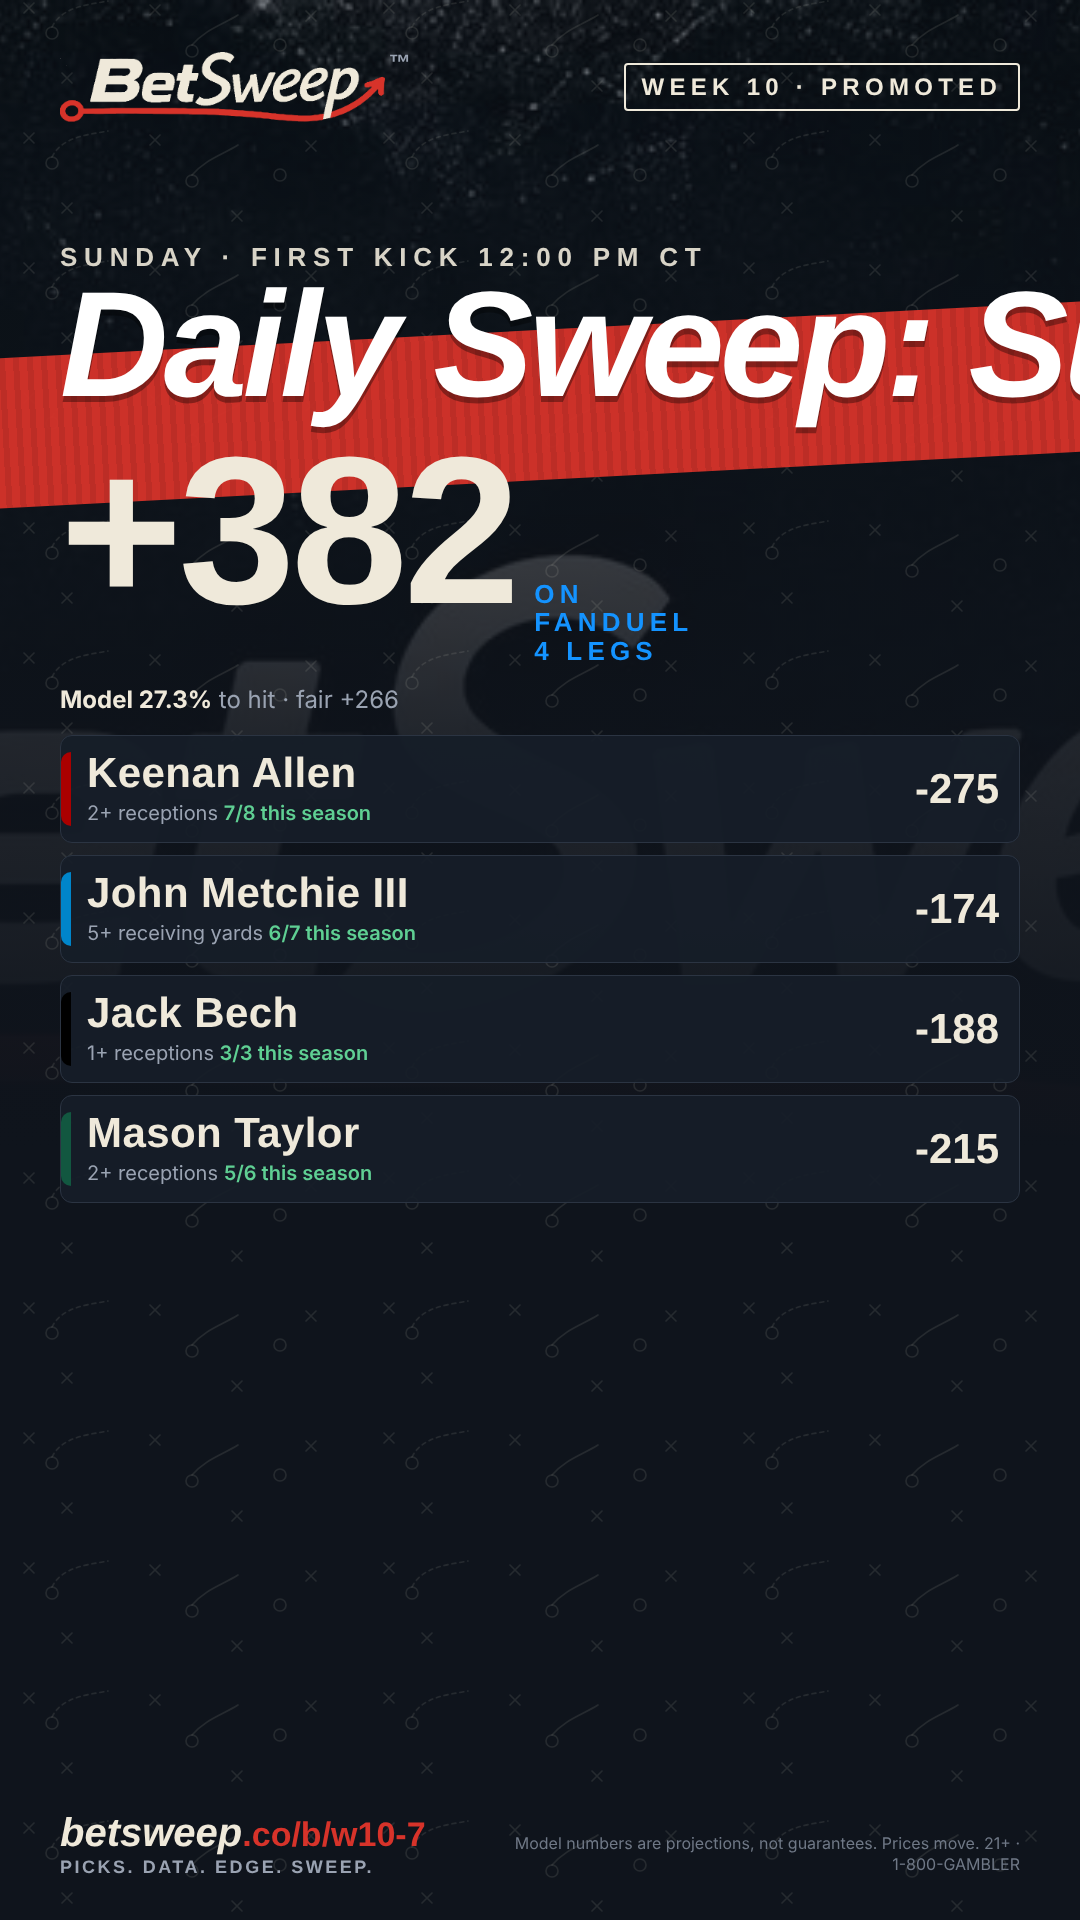 BetSweep™
WEEK 10 · PROMOTED
SUNDAY · FIRST KICK 12:00 PM CT
Daily Sweep: Su
+382
ON
FANDUEL
4 LEGS
Model 27.3% to hit · fair +266
Keenan Allen
2+ receptions 7/8 this season
-275
John Metchie III
5+ receiving yards 6/7 this season
-174
Jack Bech
1+ receptions 3/3 this season
-188
Mason Taylor
2+ receptions 5/6 this season
-215
betsweep.co/b/w10-7
PICKS. DATA. EDGE. SWEEP.
Model numbers are projections, not guarantees. Prices move. 21+ ·
1-800-GAMBLER